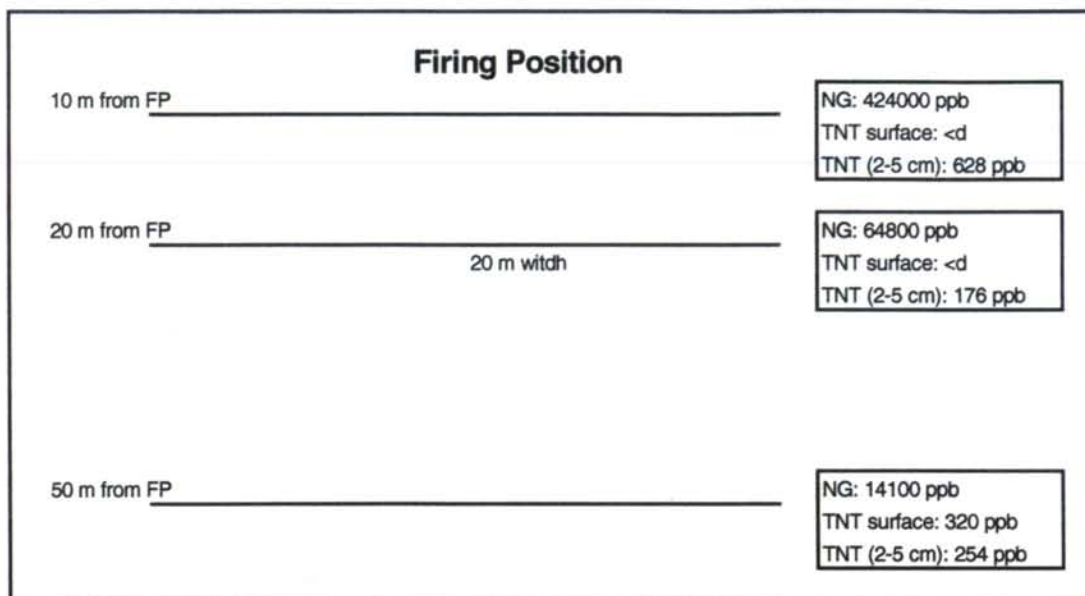 Firing Position
10 m from FP
NG: 424000 ppb
TNT surface: <d
TNT (2-5 cm): 628 ppb
20 m from FP
20 m witdh
NG: 64800 ppb
TNT surface: <d
TNT (2-5 cm): 176 ppb
50 m from FP
NG: 14100 ppb
TNT surface: 320 ppb
TNT (2-5 cm): 254 ppb